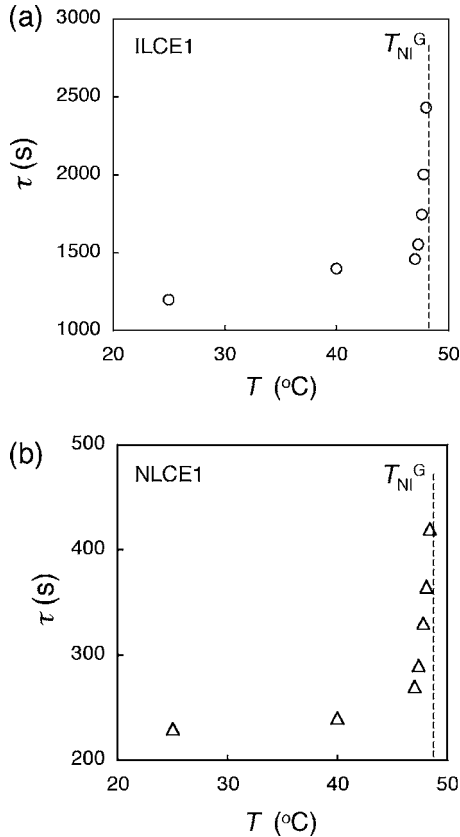 (a)
3000
ILCE1
T_NI^G
2500
τ (s)
2000
1500
1000
20 30 40 50
T (°C)
(b)
500
NLCE1
T_NI^G
400
τ (s)
300
200
20 30 40 50
T (°C)